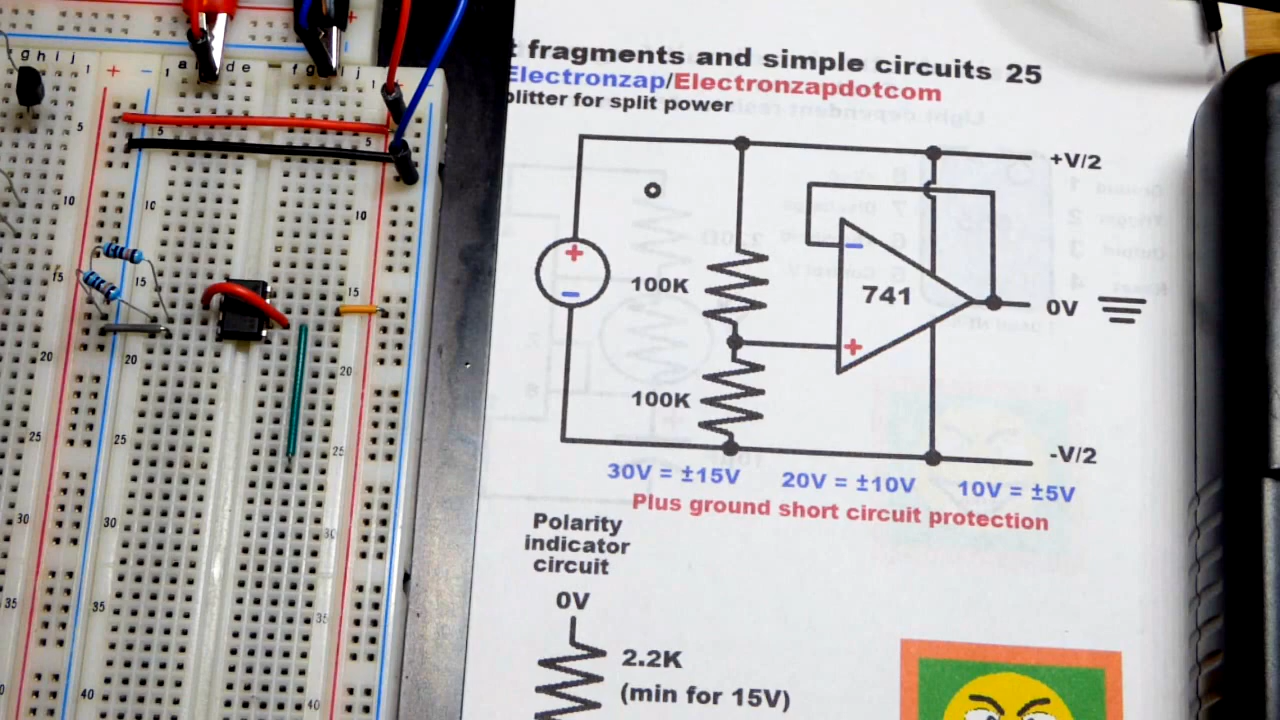 fragments and simple circuits 25
Electronzap/Electronzapdotcom
for split power
+V/2
100K
741
0V
100K
-V/2
30V = ±15V 20V = ±10V 10V = ±5V
Plus ground short circuit protection
Polarity
indicator
circuit
0V
2.2K
(min for 15V)